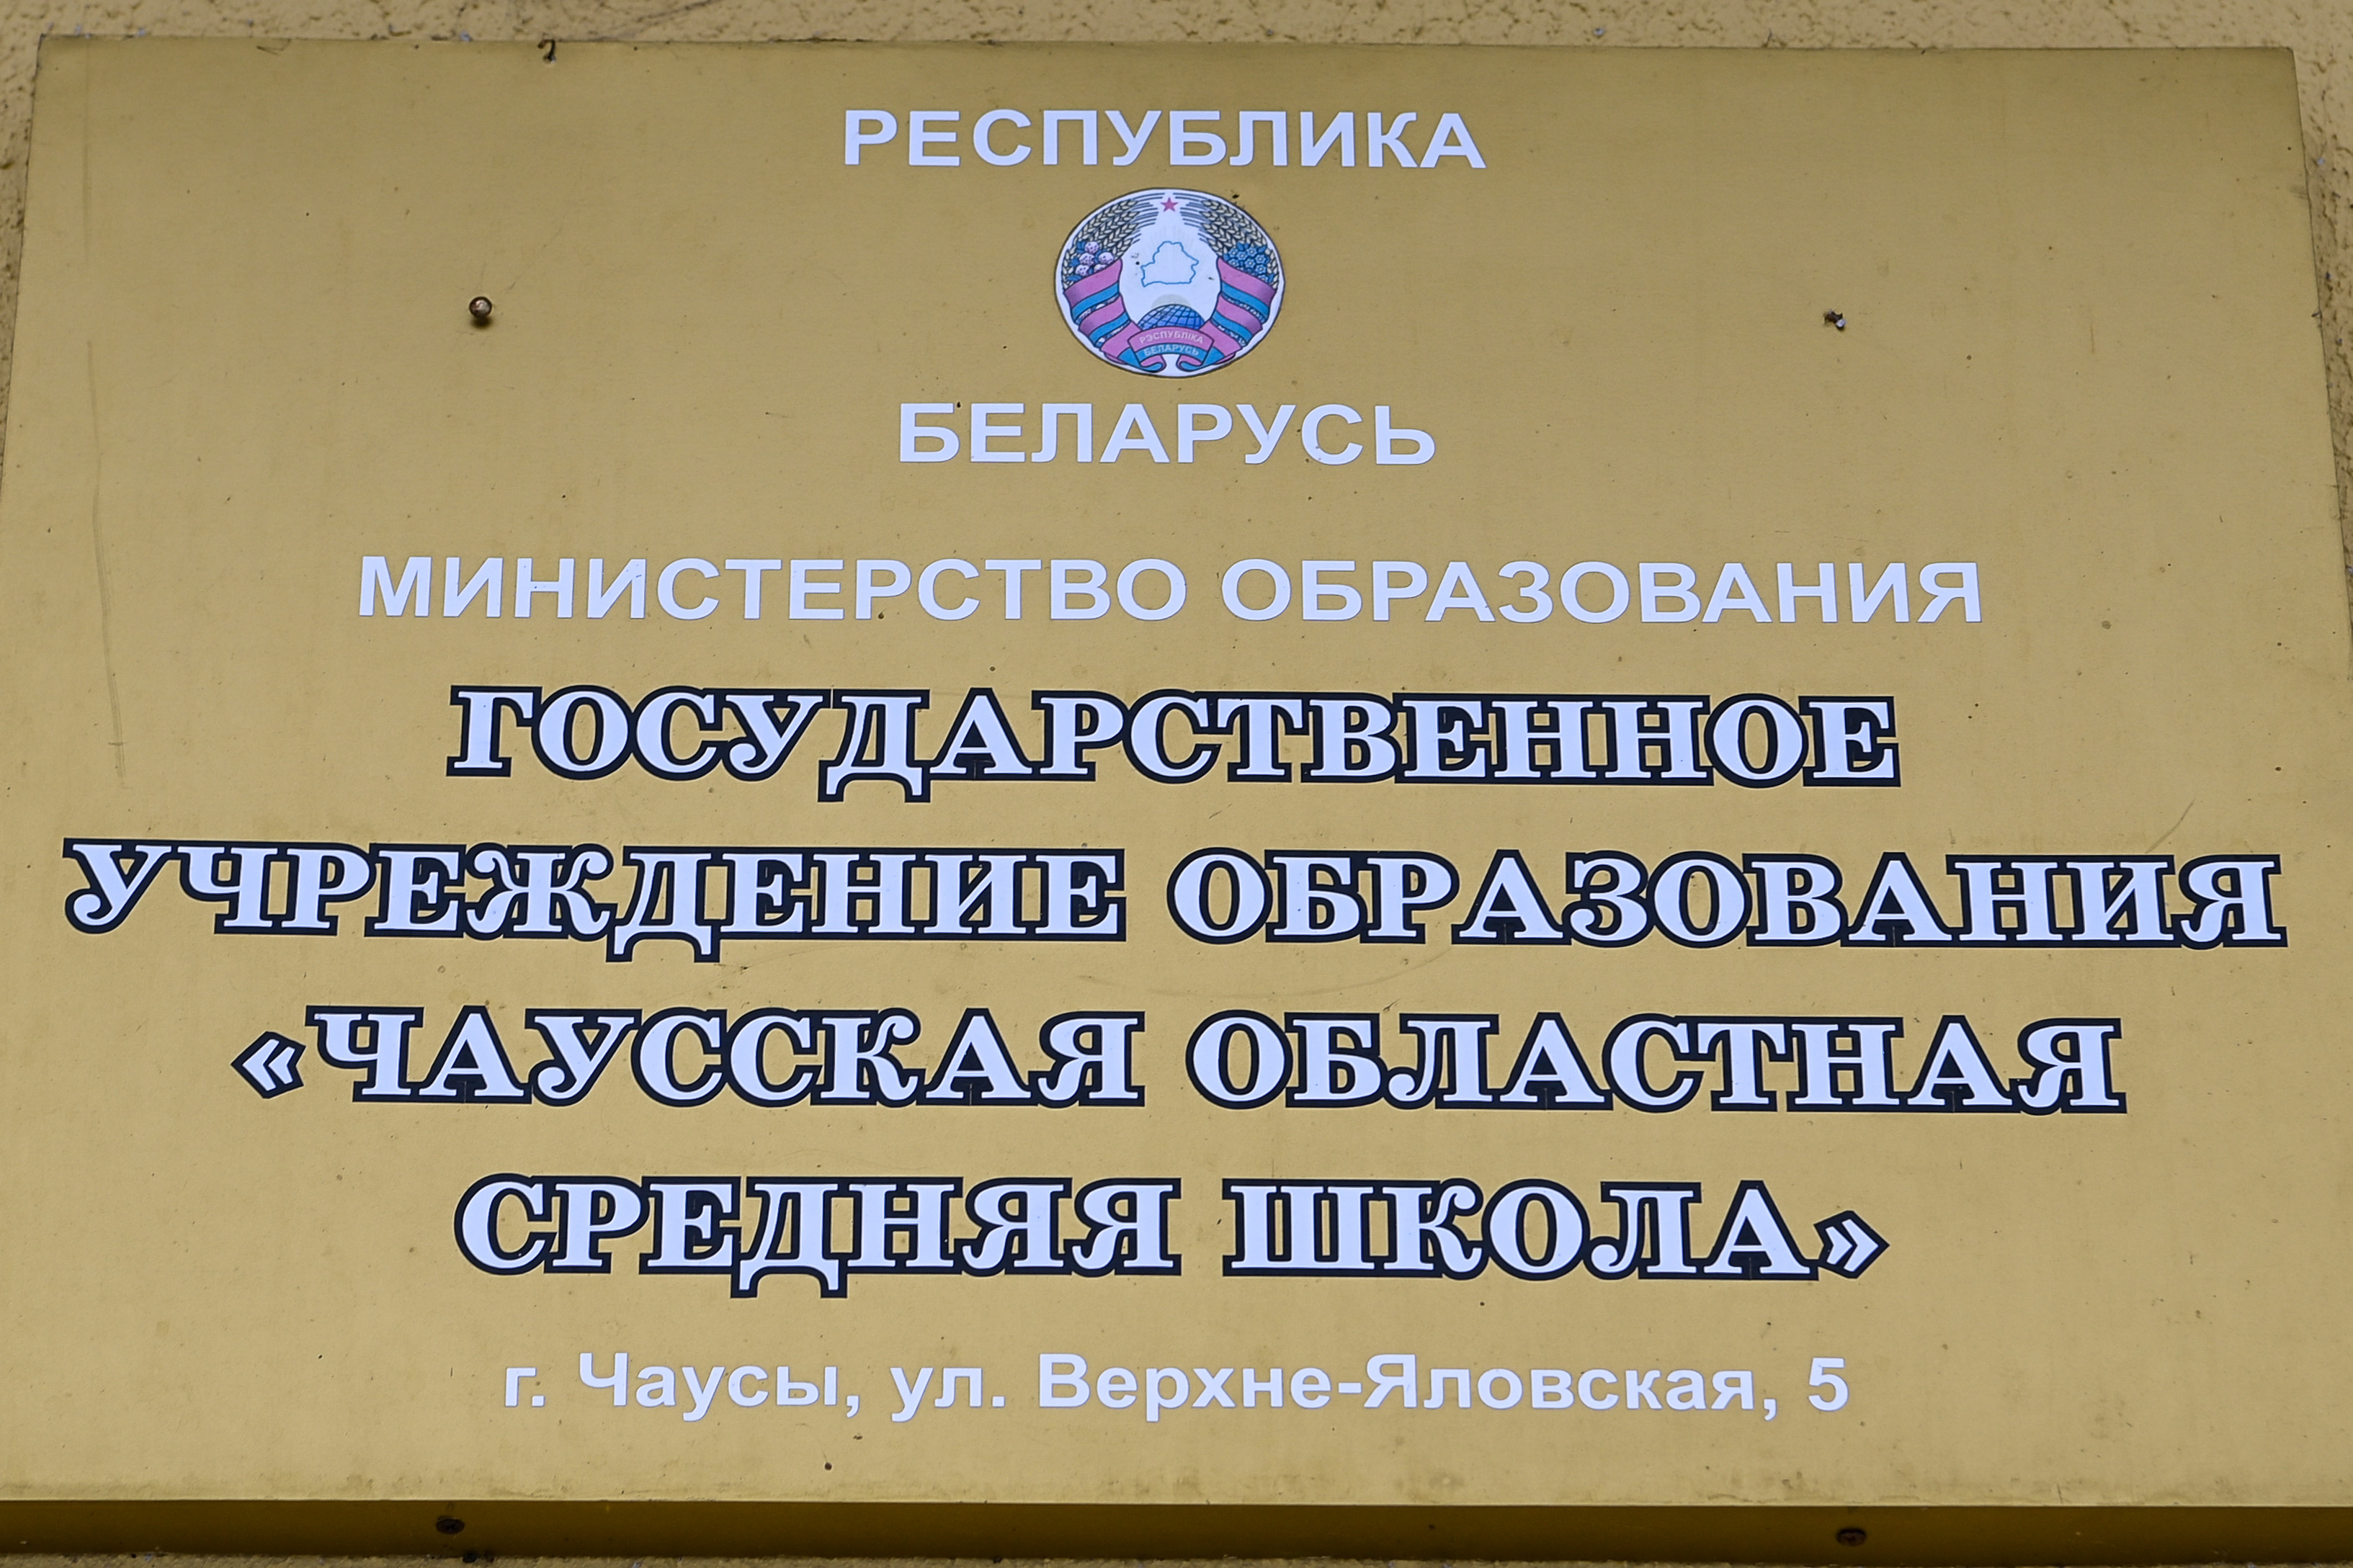 РЕСПУБЛИКА
РЭСПУБЛІКА
БЕЛАРУСЬ
БЕЛАРУСЬ
МИНИСТЕРСТВО ОБРАЗОВАНИЯ
ГОСУДАРСТВЕННОЕ
УЧРЕЖДЕНИЕ ОБРАЗОВАНИЯ
«ЧАУССКАЯ ОБЛАСТНАЯ
СРЕДНЯЯ ШКОЛА»
г. Чаусы, ул. Верхне-Яловская, 5